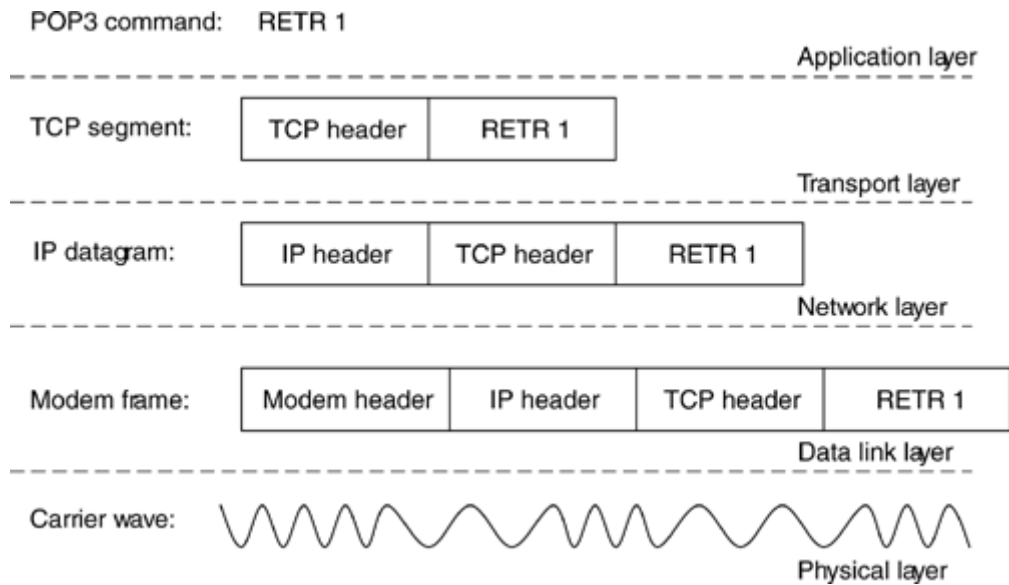 POP3 command: RETR 1
Application layer
TCP segment: TCP header RETR 1
Transport layer
IP datagram: IP header TCP header RETR 1
Network layer
Modem frame: Modem header IP header TCP header RETR 1
Data link layer
Carrier wave:
Physical layer